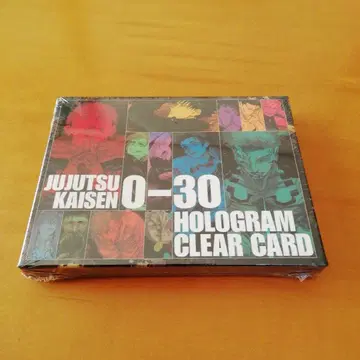 JUJUTSU
KAISEN 0-30
HOLOGRAM
CLEAR CARD